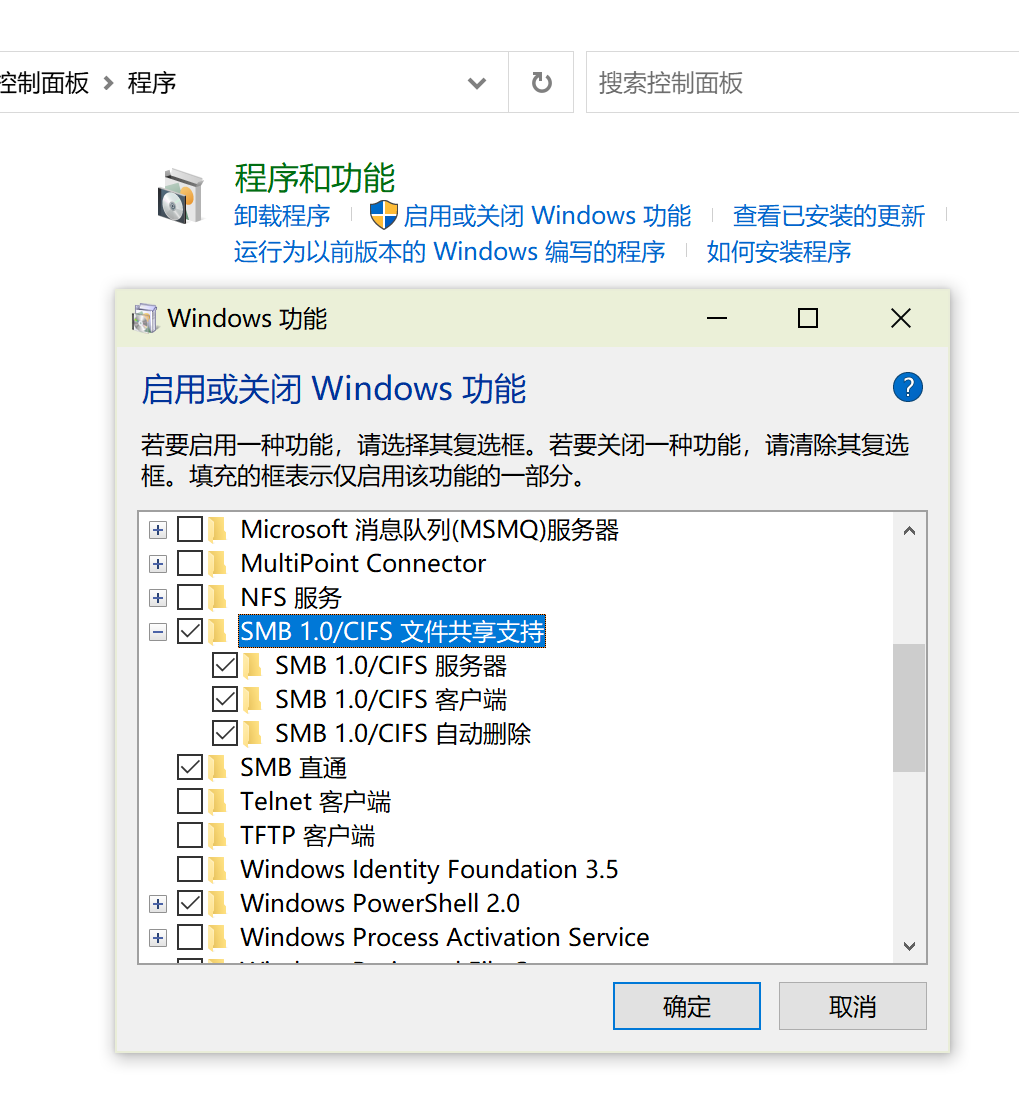 控制面板 程序
搜索控制面板
程序和功能
卸载程序 启用或关闭 Windows 功能 查看已安装的更新
运行为以前版本的 Windows 编写的程序 如何安装程序
Windows 功能
启用或关闭 Windows 功能
?
若要启用一种功能，请选择其复选框。若要关闭一种功能，请清除其复选
框。填充的框表示仅启用该功能的一部分。
Microsoft 消息队列(MSMQ)服务器
MultiPoint Connector
NFS 服务
SMB 1.0/CIFS 文件共享支持
SMB 1.0/CIFS 服务器
SMB 1.0/CIFS 客户端
SMB 1.0/CIFS 自动删除
SMB 直通
Telnet 客户端
TFTP 客户端
Windows Identity Foundation 3.5
Windows PowerShell 2.0
Windows Process Activation Service
确定 取消